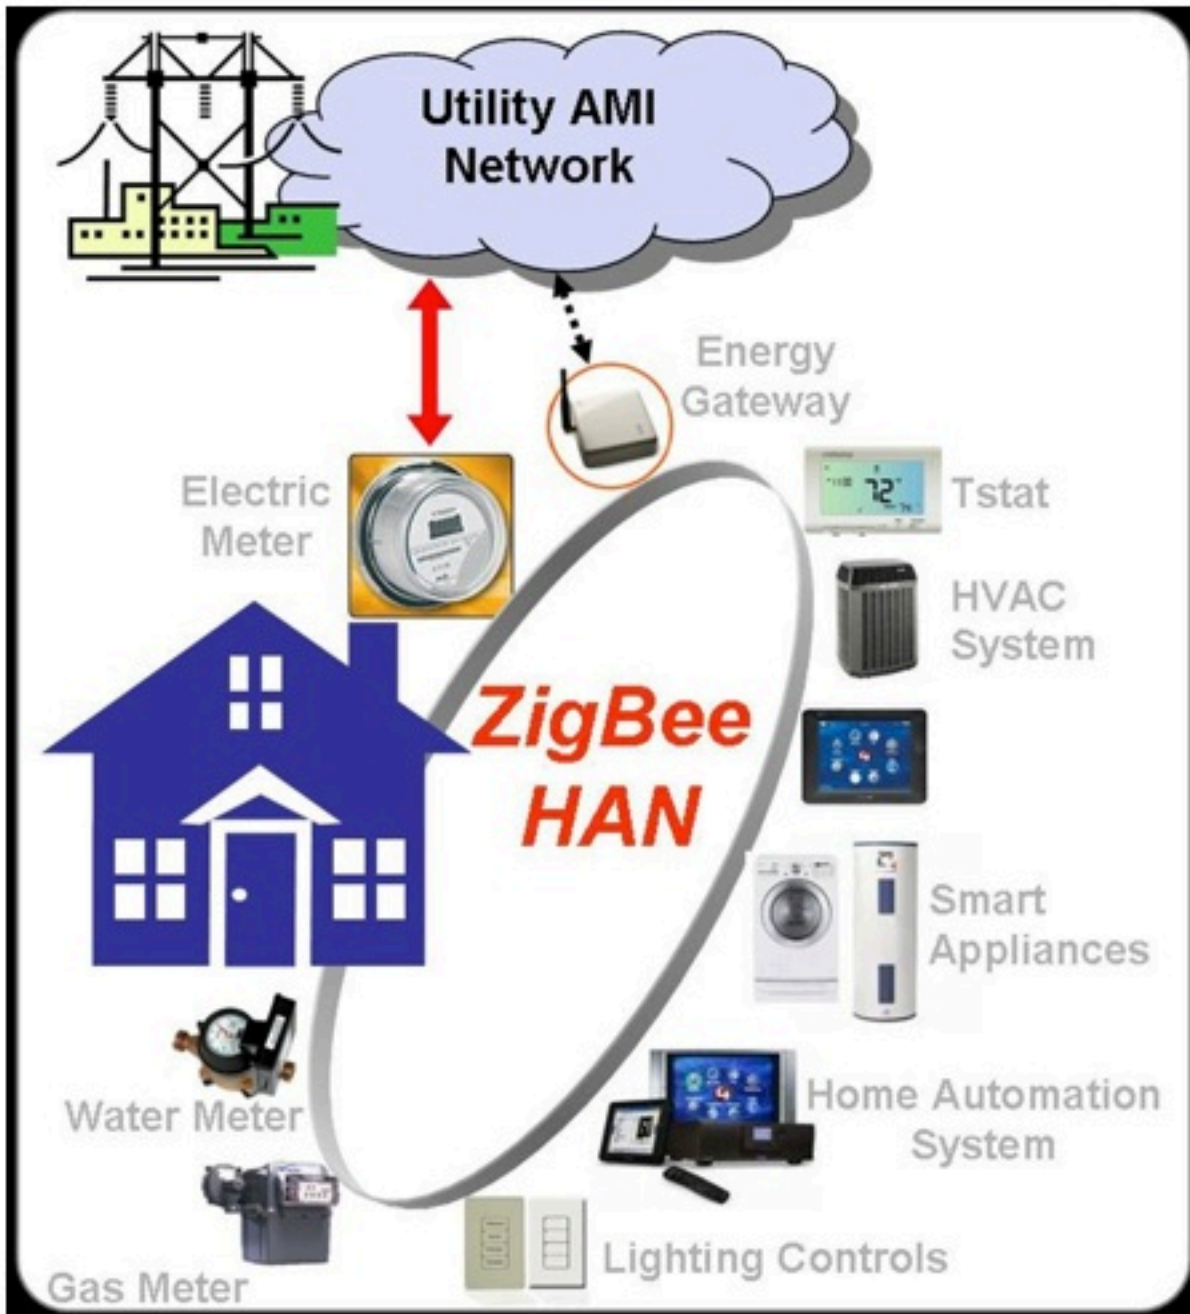 Utility AMI
Network
Energy
Gateway
Electric
Meter
72
Tstat
HVAC
System
ZigBee
HAN
Smart
Appliances
Water Meter
Home Automation
System
Lighting Controls
Gas Meter